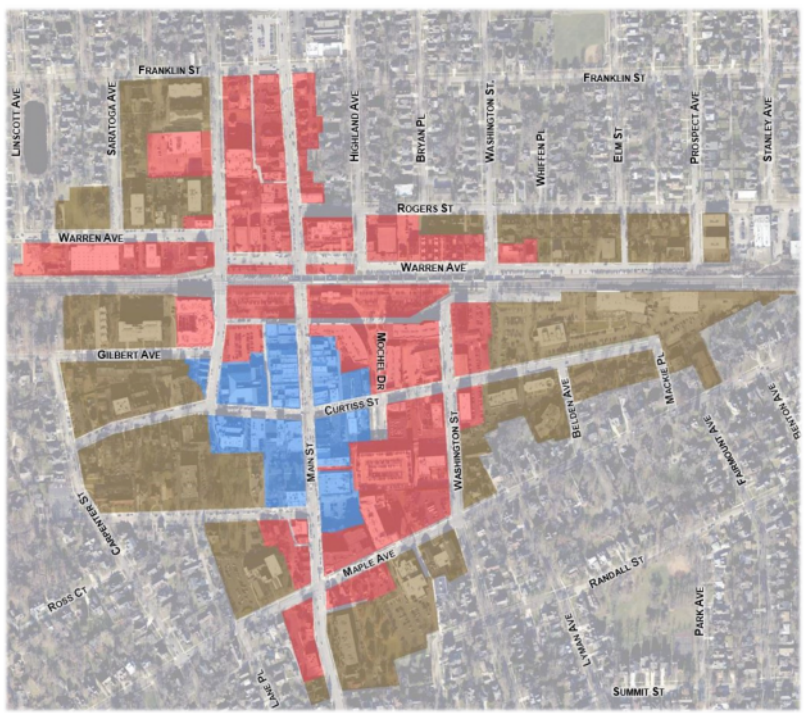 FRANKLIN ST
FRANKLIN ST
LINSCOTT AVE
SARATOGA AVE
HIGHLAND AVE
BRYAN PL
WASHINGTON ST.
WHIFFEN PL
ELM ST
PROSPECT AVE
STANLEY AVE
ROGERS ST
WARREN AVE
WARREN AVE
GILBERT AVE
MOCHEL DR
CURTISS ST
MAIN ST
WASHINGTON ST
BELDEN AVE
MACKIE PL
FAIRMOUNT AVE
BENTON AVE
CARPENTER ST
MAPLE AVE
ROSS CT
RANDALL ST
LYMAN AVE
PARK AVE
LANE PL
SUMMIT ST